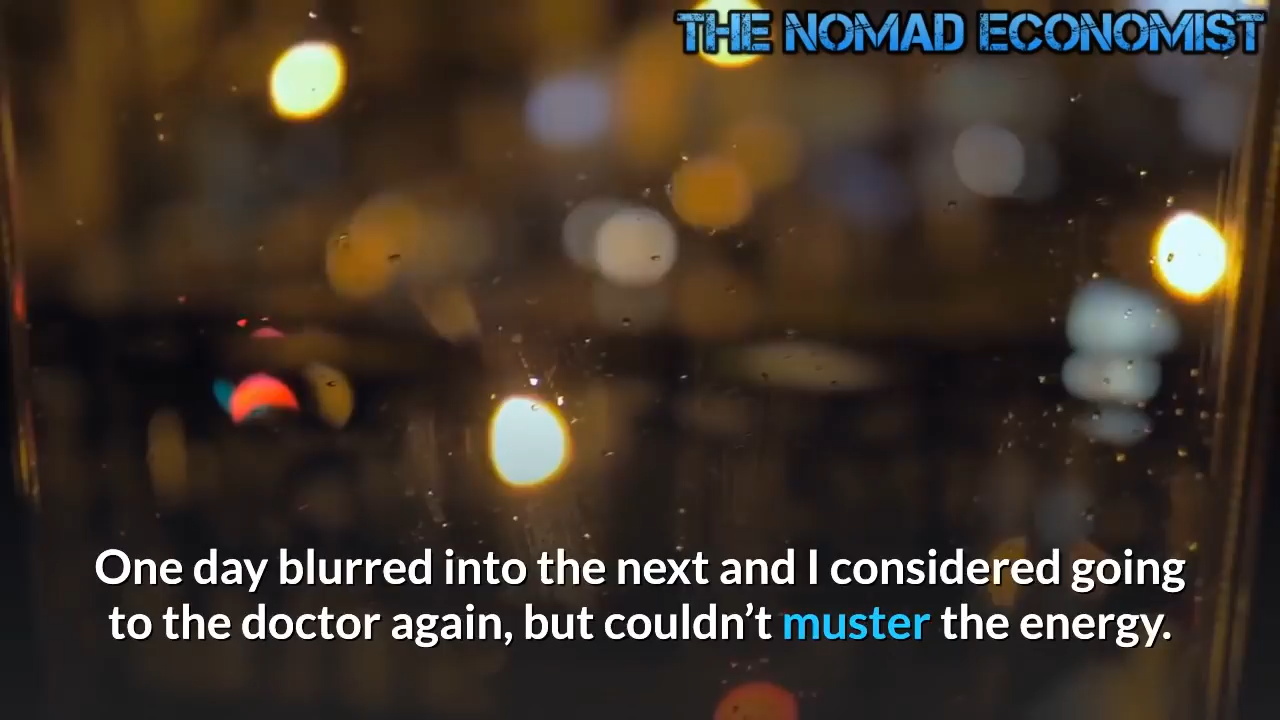 THE NOMAD ECONOMIST
One day blurred into the next and I considered going
to the doctor again, but couldn’t muster the energy.